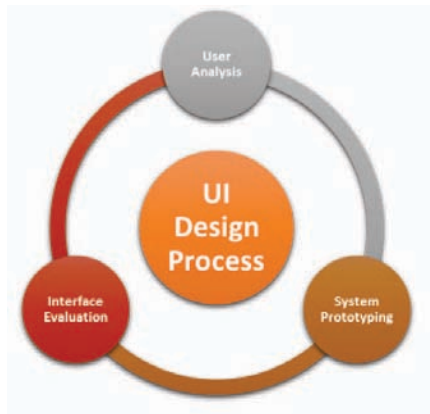 User
Analysis
UI
Design
Process
Interface
Evaluation
System
Prototyping